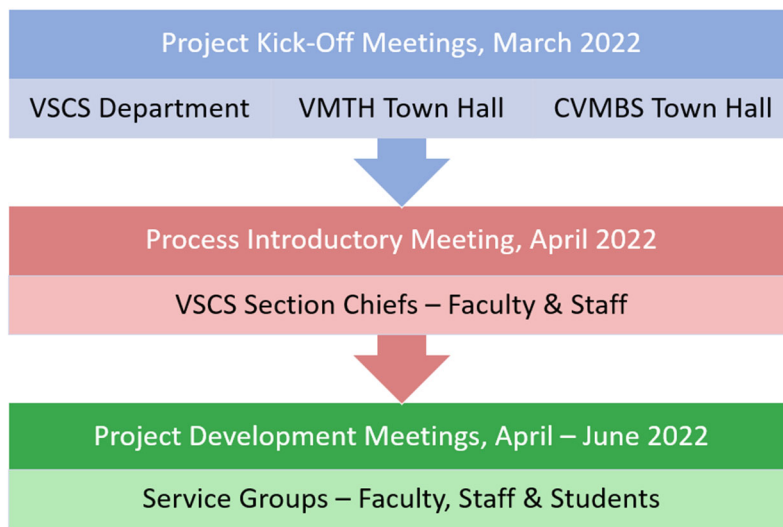 Project Kick-Off Meetings, March 2022
VSCS Department VMTH Town Hall CVMBS Town Hall
Process Introductory Meeting, April 2022
VSCS Section Chiefs – Faculty & Staff
Project Development Meetings, April – June 2022
Service Groups – Faculty, Staff & Students